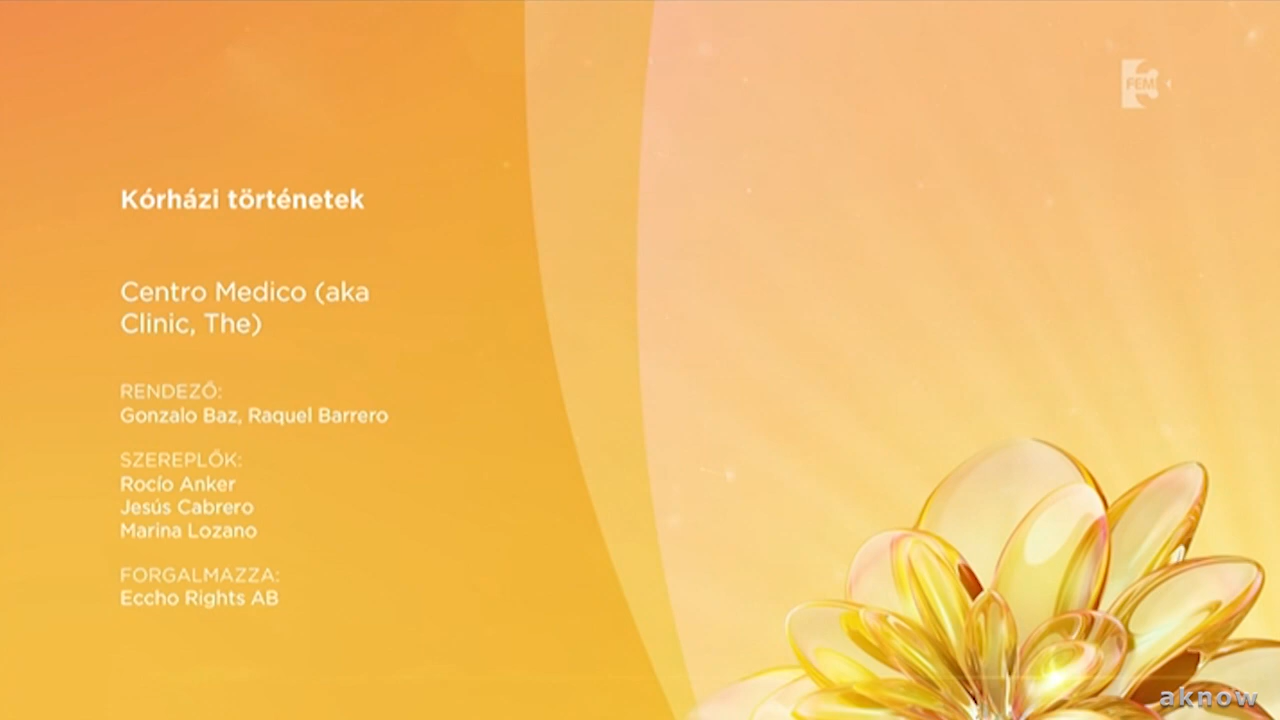 FEM3
Kórházi történetek
Centro Medico (aka
Clinic, The)
RENDEZŐ:
Gonzalo Baz, Raquel Barrero
SZEREPLŐK:
Rocío Anker
Jesús Cabrero
Marina Lozano
FORGALMAZZA:
Eccho Rights AB
aknow